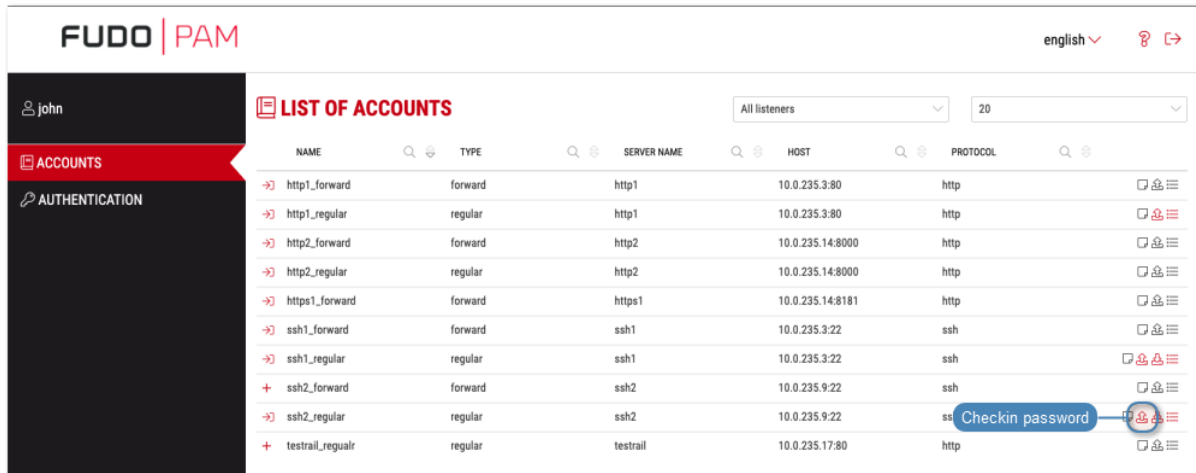 FUDO PAM
english
john
LIST OF ACCOUNTS
All listeners
20
ACCOUNTS
AUTHENTICATION
NAME TYPE SERVER NAME HOST PROTOCOL
http1_forward forward http1 10.0.235.3:80 http
http1_regular regular http1 10.0.235.3:80 http
http2_forward forward http2 10.0.235.14:8000 http
http2_regular regular http2 10.0.235.14:8000 http
https1_forward forward https1 10.0.235.14:8181 http
ssh1_forward forward ssh1 10.0.235.3:22 ssh
ssh1_regular regular ssh1 10.0.235.3:22 ssh
ssh2_forward forward ssh2 10.0.235.9:22 ssh
ssh2_regular regular ssh2 10.0.235.9:22 Checkin password
testrail_regualr regular testrail 10.0.235.17:80 http